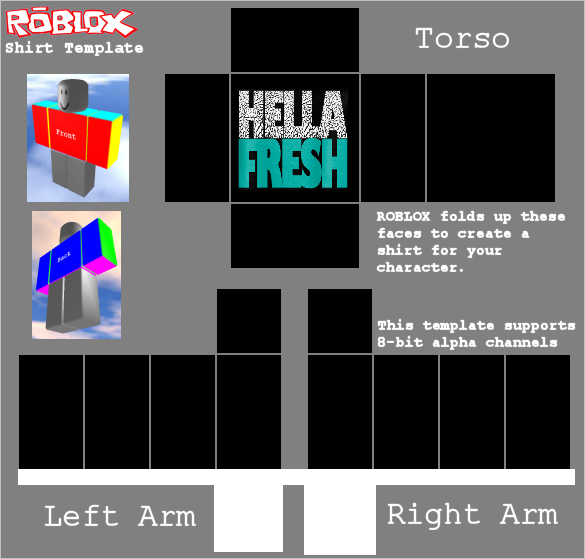 ROBLOX
Shirt Template
Torso
Front
HELLA
FRESH
Back
ROBLOX folds up these
faces to create a
shirt for your
character.
This template supports
8-bit alpha channels
Left Arm
Right Arm